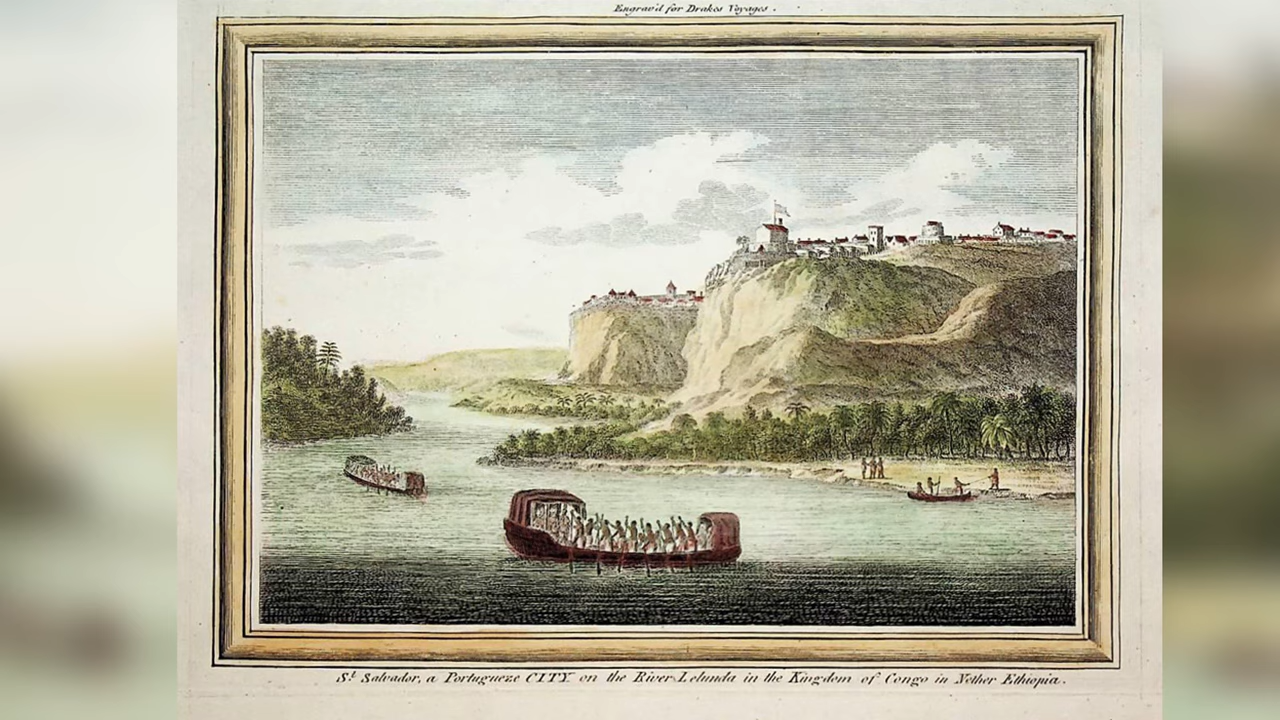 Engrav'd for Drakes Voyages.
St. Salvador, a Portugueze CITY on the River Lelunda in the Kingdom of Congo in Nether Ethiopia.